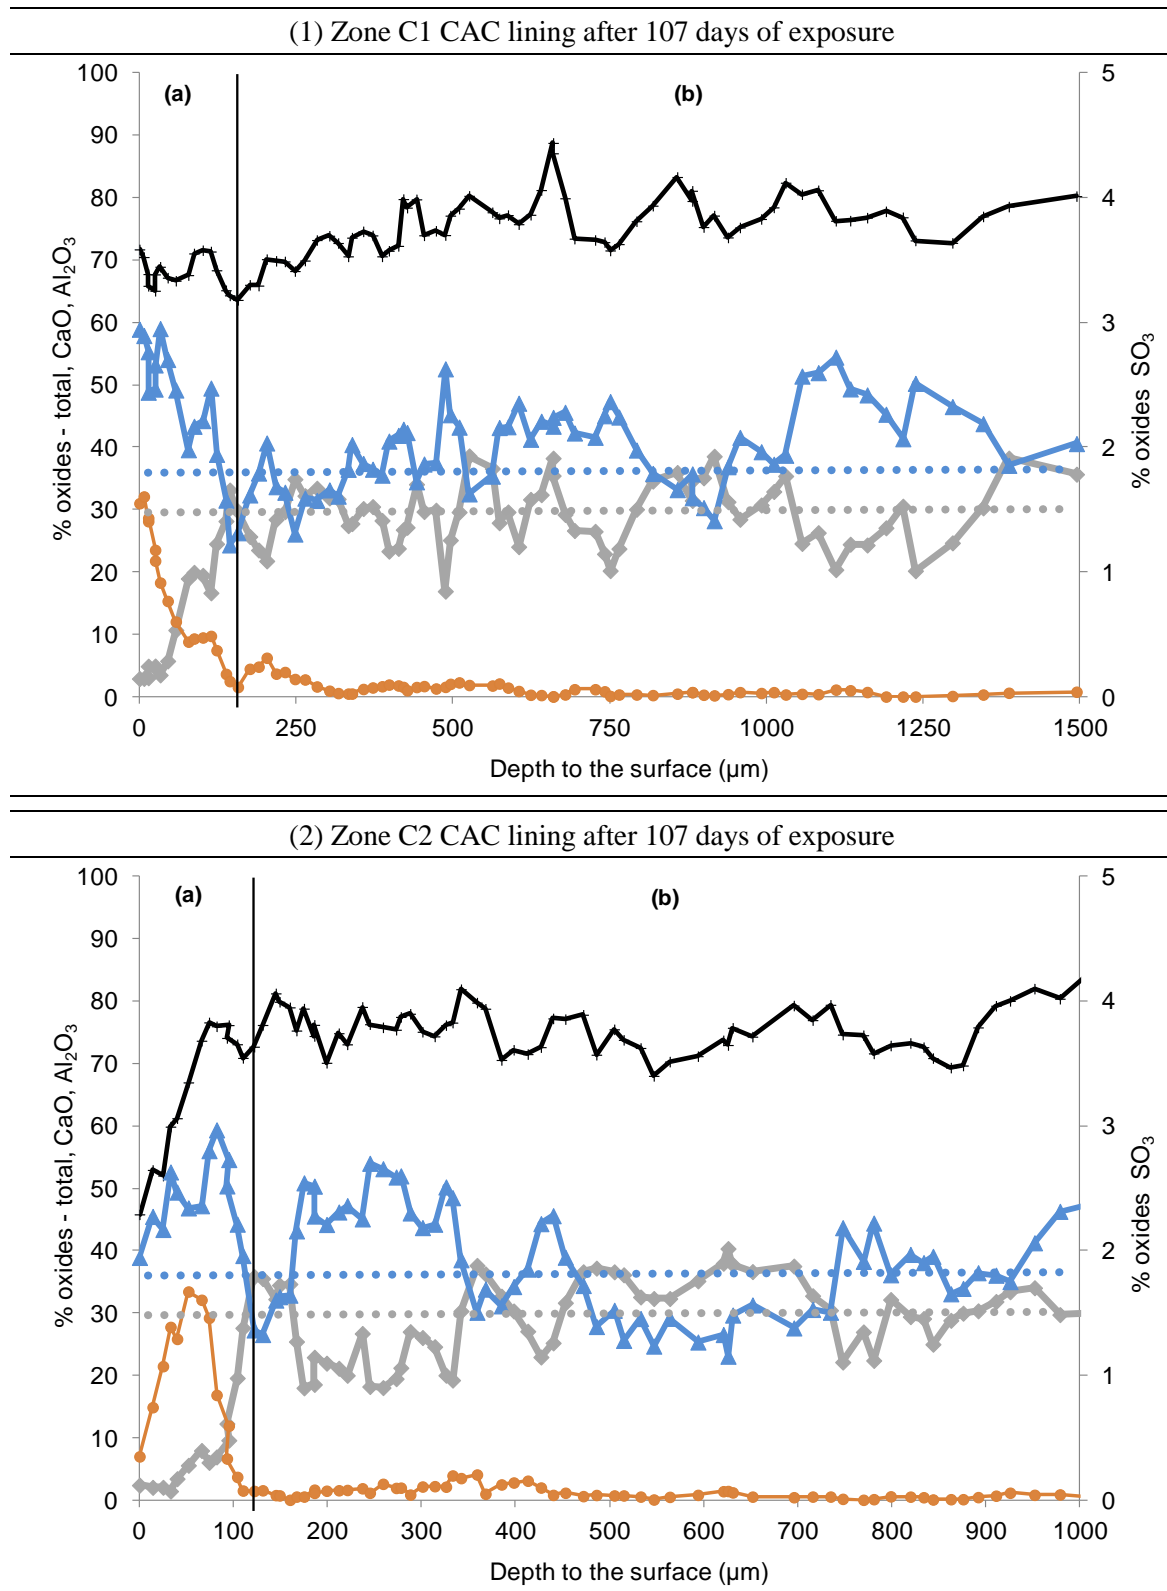 (1) Zone C1 CAC lining after 107 days of exposure
(a)
(b)
100
90
80
70
60
50
40
30
20
10
0
5
4
3
2
1
0
% oxides - total, CaO, Al₂O₃
% oxides SO₃
0 250 500 750 1000 1250 1500
Depth to the surface (µm)
(2) Zone C2 CAC lining after 107 days of exposure
(a)
(b)
100
90
80
70
60
50
40
30
20
10
0
5
4
3
2
1
0
% oxides - total, CaO, Al₂O₃
% oxides SO₃
0 100 200 300 400 500 600 700 800 900 1000
Depth to the surface (µm)